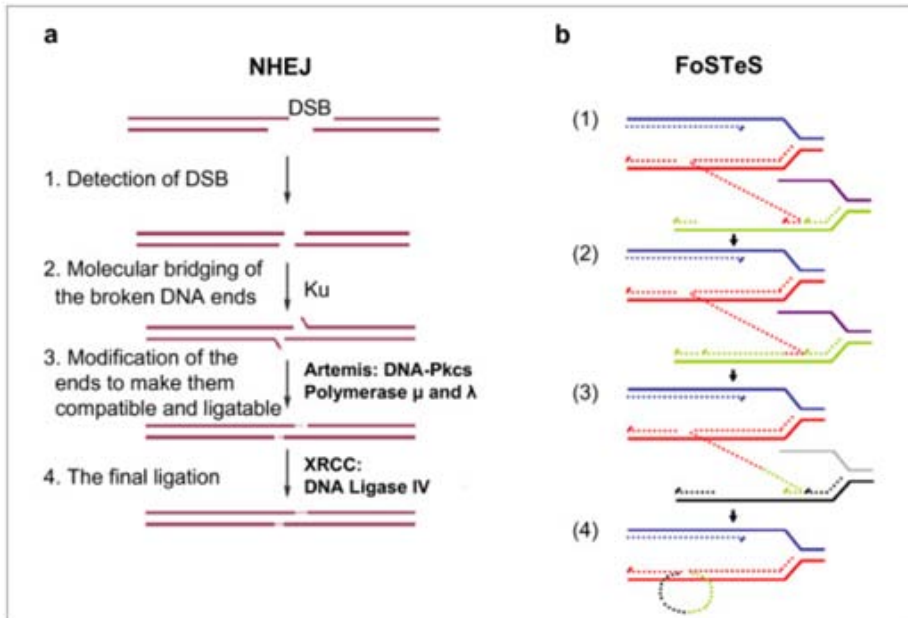 a
NHEJ
DSB
1. Detection of DSB
2. Molecular bridging of
the broken DNA ends
Ku
3. Modification of the
ends to make them
compatible and ligatable
Artemis: DNA-Pkcs
Polymerase μ and λ
4. The final ligation
XRCC:
DNA Ligase IV
b
FoSTeS
(1)
(2)
(3)
(4)